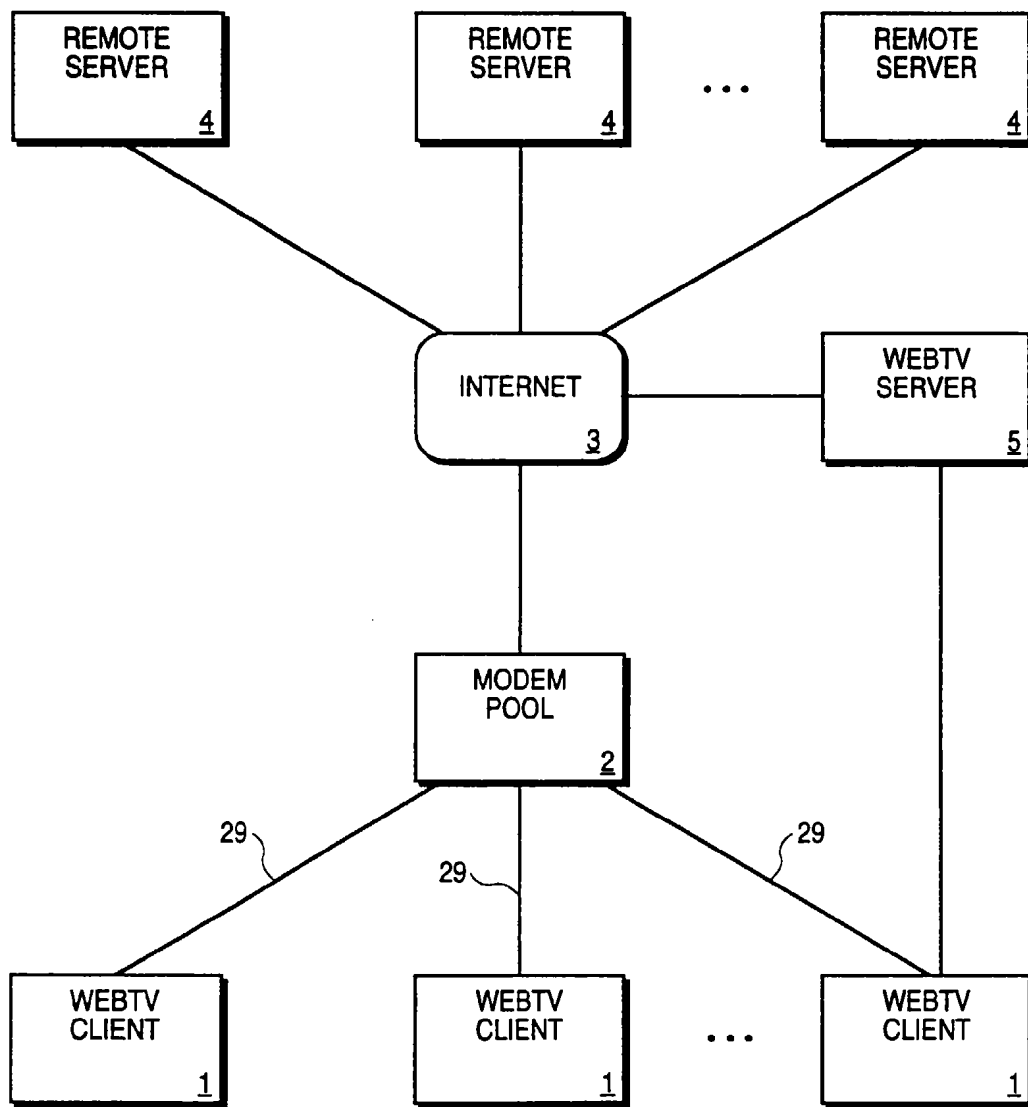 REMOTE
SERVER
4
REMOTE
SERVER
4
...
REMOTE
SERVER
4
INTERNET
3
WEBTV
SERVER
5
MODEM
POOL
2
29
29
29
WEBTV
CLIENT
1
WEBTV
CLIENT
1
...
WEBTV
CLIENT
1